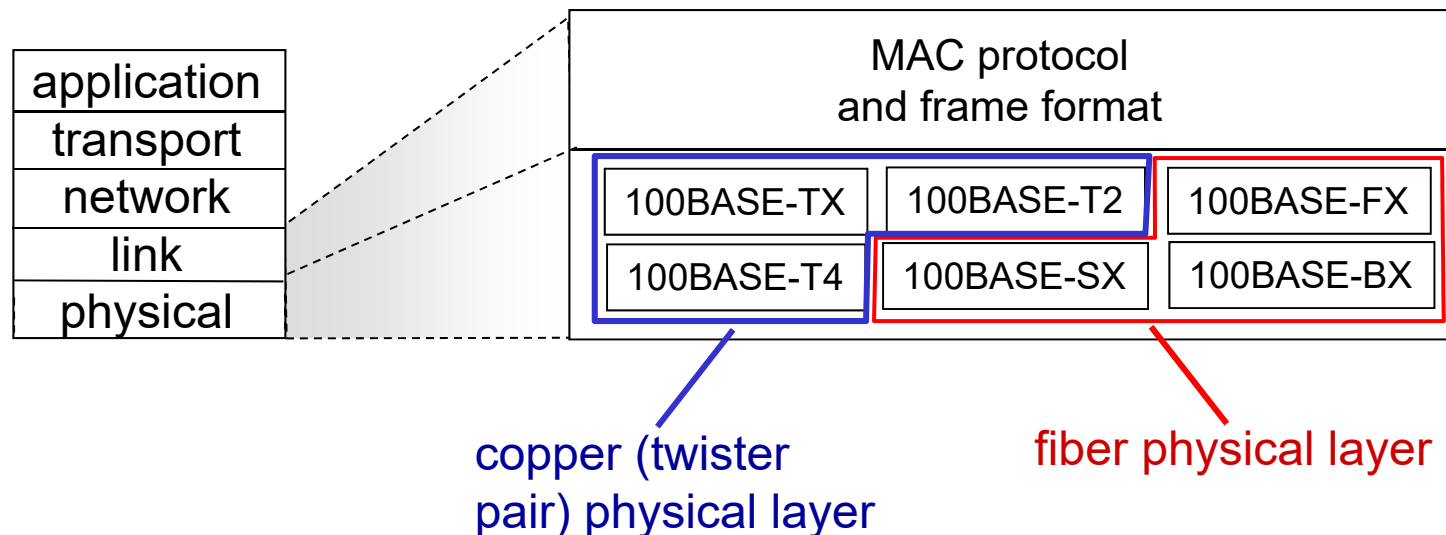 application
transport
network
link
physical
MAC protocol
and frame format
100BASE-TX
100BASE-T2
100BASE-FX
100BASE-T4
100BASE-SX
100BASE-BX
copper (twister
pair) physical layer
fiber physical layer